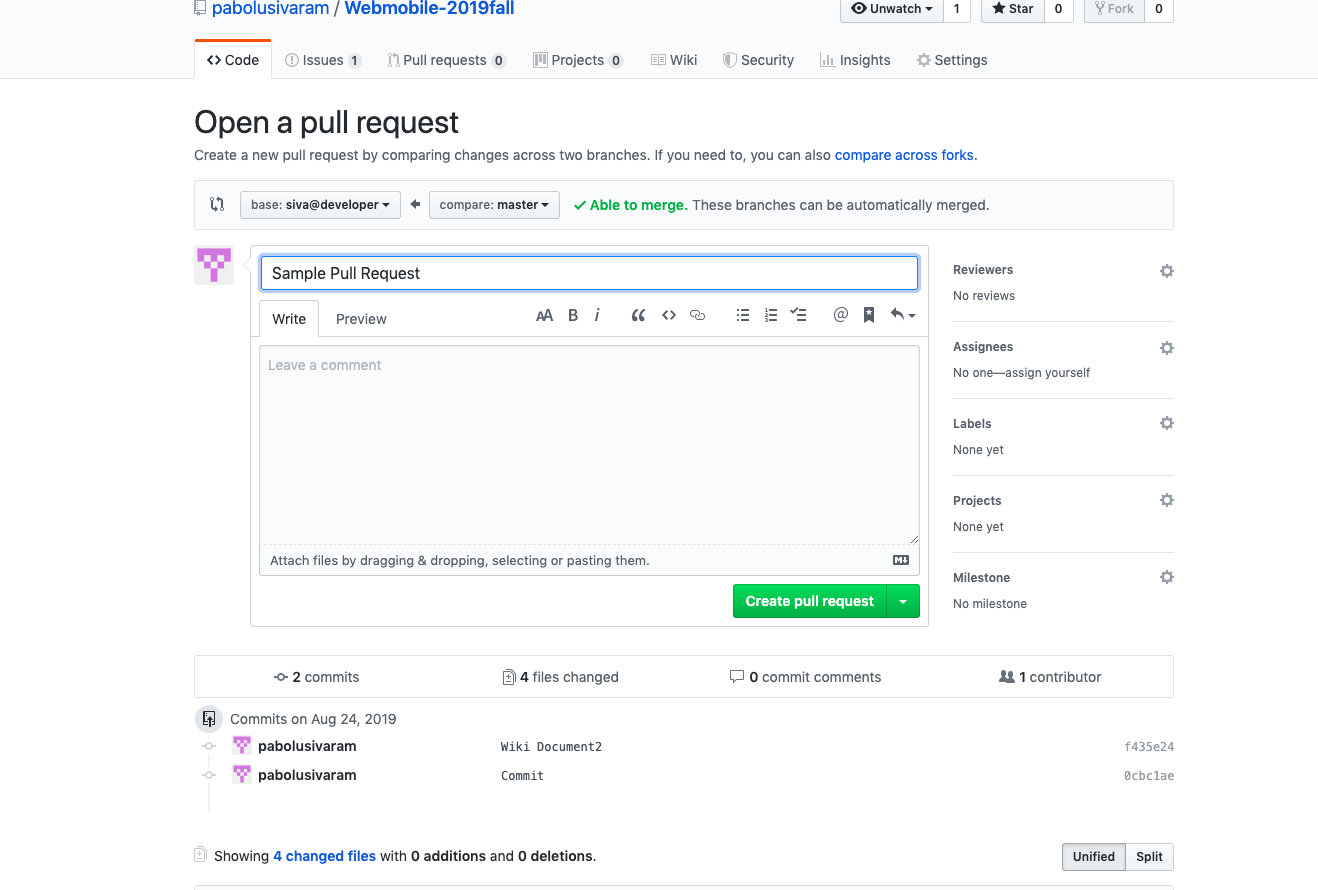 pabolusivaram / Webmobile-2019fall
Unwatch 1 Star 0 Fork 0
Code Issues 1 Pull requests 0 Projects 0 Wiki Security Insights Settings
Open a pull request
Create a new pull request by comparing changes across two branches. If you need to, you can also compare across forks.
base: siva@developer compare: master Able to merge. These branches can be automatically merged.
Sample Pull Request
Write Preview
Leave a comment
Attach files by dragging & dropping, selecting or pasting them.
Create pull request
Reviewers
No reviews
Assignees
No one—assign yourself
Labels
None yet
Projects
None yet
Milestone
No milestone
2 commits 4 files changed 0 commit comments 1 contributor
Commits on Aug 24, 2019
pabolusivaram Wiki Document2 f435e24
pabolusivaram Commit 0cbc1ae
Showing 4 changed files with 0 additions and 0 deletions.
Unified Split